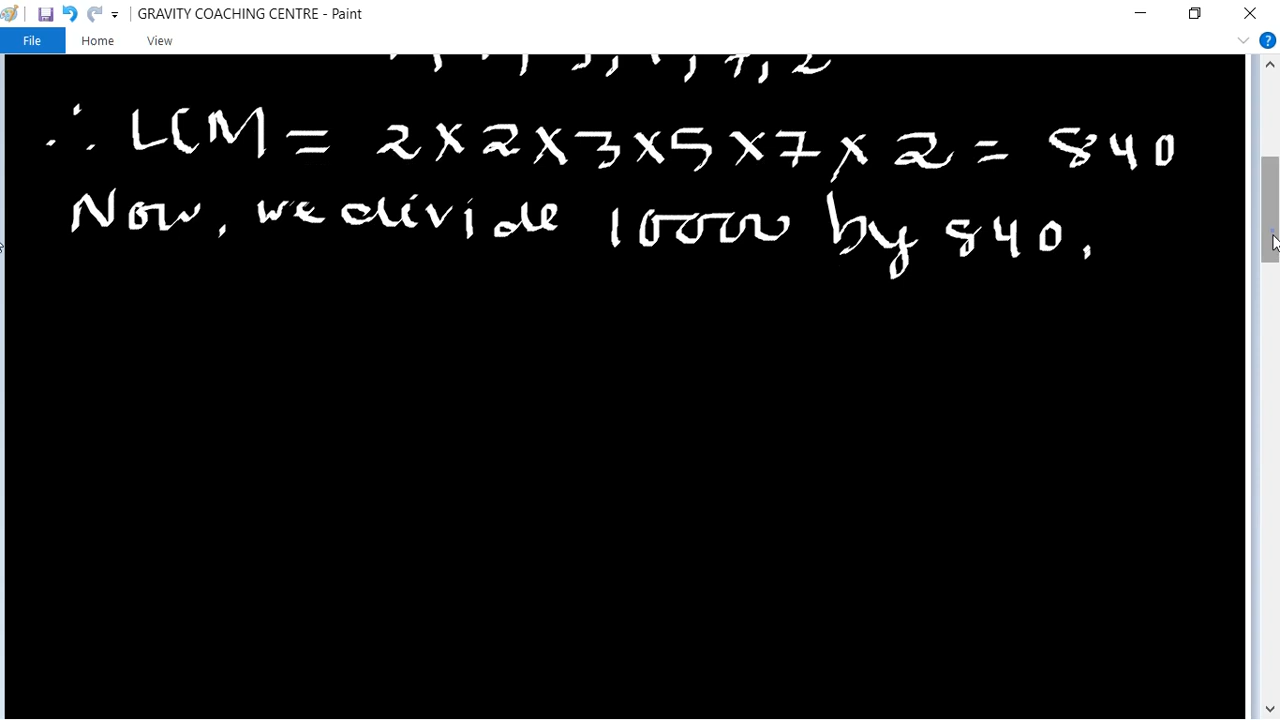 GRAVITY COACHING CENTRE - Paint
File Home View
∴ LCM = 2 × 2 × 3 × 5 × 7 × 2 = 840
Now, we divide 10000 by 840.